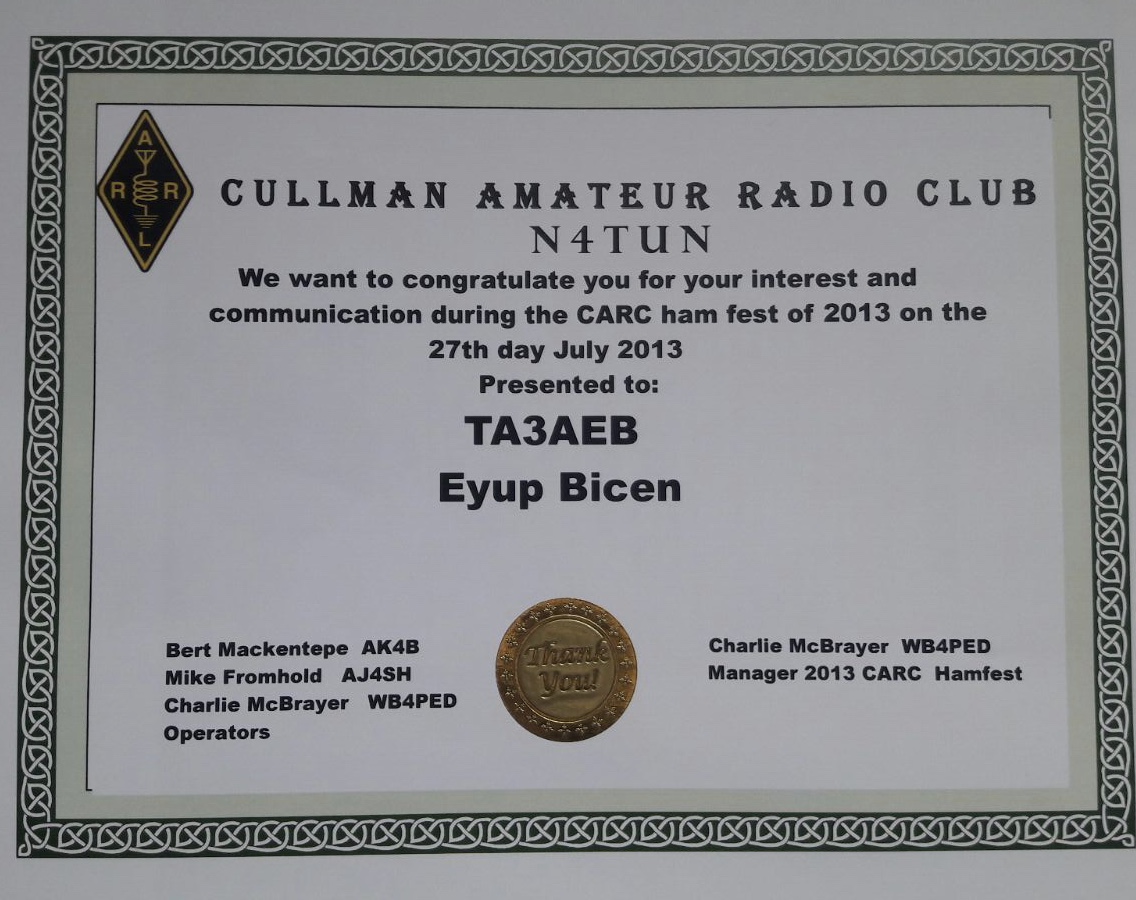 A
R R
L
CULLMAN AMATEUR RADIO CLUB
N4TUN
We want to congratulate you for your interest and
communication during the CARC ham fest of 2013 on the
27th day July 2013
Presented to:
TA3AEB
Eyup Bicen
Bert Mackentepe AK4B
Mike Fromhold AJ4SH
Charlie McBrayer WB4PED
Operators
Thank
You!
Charlie McBrayer WB4PED
Manager 2013 CARC Hamfest